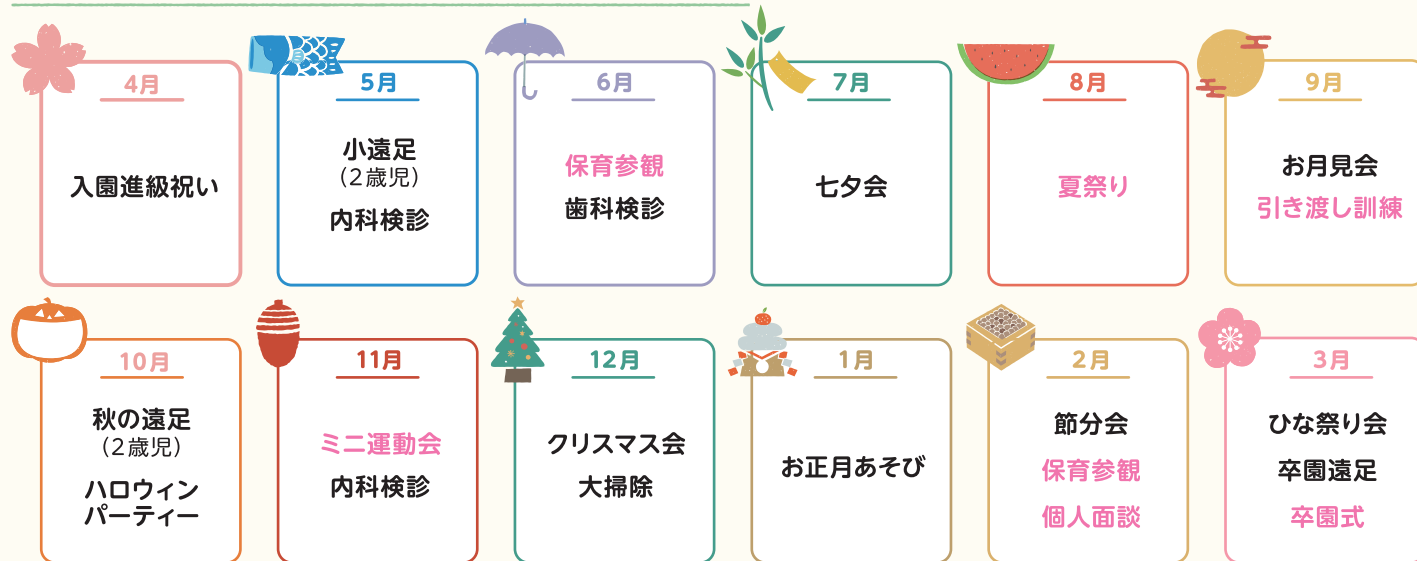 4月
入園進級祝い
5月
小遠足
(2歳児)
内科検診
6月
保育参観
歯科検診
7月
七夕会
8月
夏祭り
9月
お月見会
引き渡し訓練
10月
秋の遠足
(2歳児)
ハロウィン
パーティー
11月
ミニ運動会
内科検診
12月
クリスマス会
大掃除
1月
お正月あそび
2月
節分会
保育参観
個人面談
3月
ひな祭り会
卒園遠足
卒園式